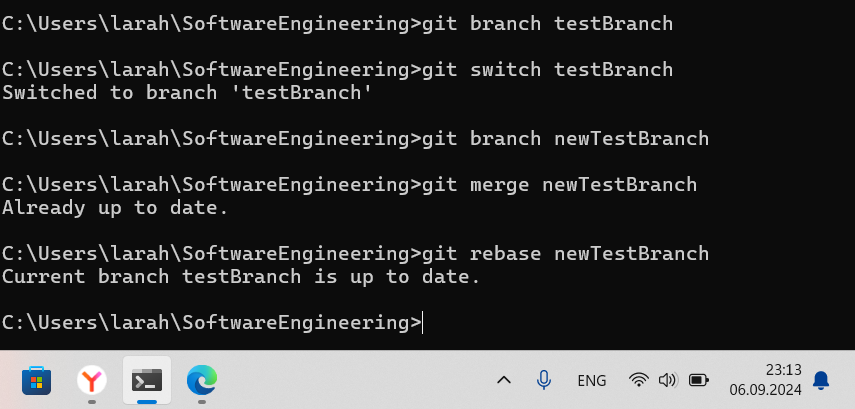 C:\Users\larah\SoftwareEngineering>git branch testBranch
C:\Users\larah\SoftwareEngineering>git switch testBranch
Switched to branch 'testBranch'
C:\Users\larah\SoftwareEngineering>git branch newTestBranch
C:\Users\larah\SoftwareEngineering>git merge newTestBranch
Already up to date.
C:\Users\larah\SoftwareEngineering>git rebase newTestBranch
Current branch testBranch is up to date.
C:\Users\larah\SoftwareEngineering>
ENG
23:13
06.09.2024